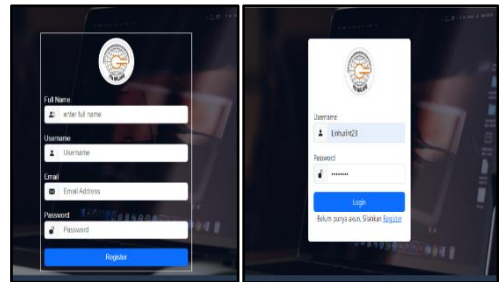 Full Name
enter full name
Username
Username
Email
Email Address
Password
Password
Register
Username
Linhurint23
Password
Login
Belum punya akun, Silahkan Register